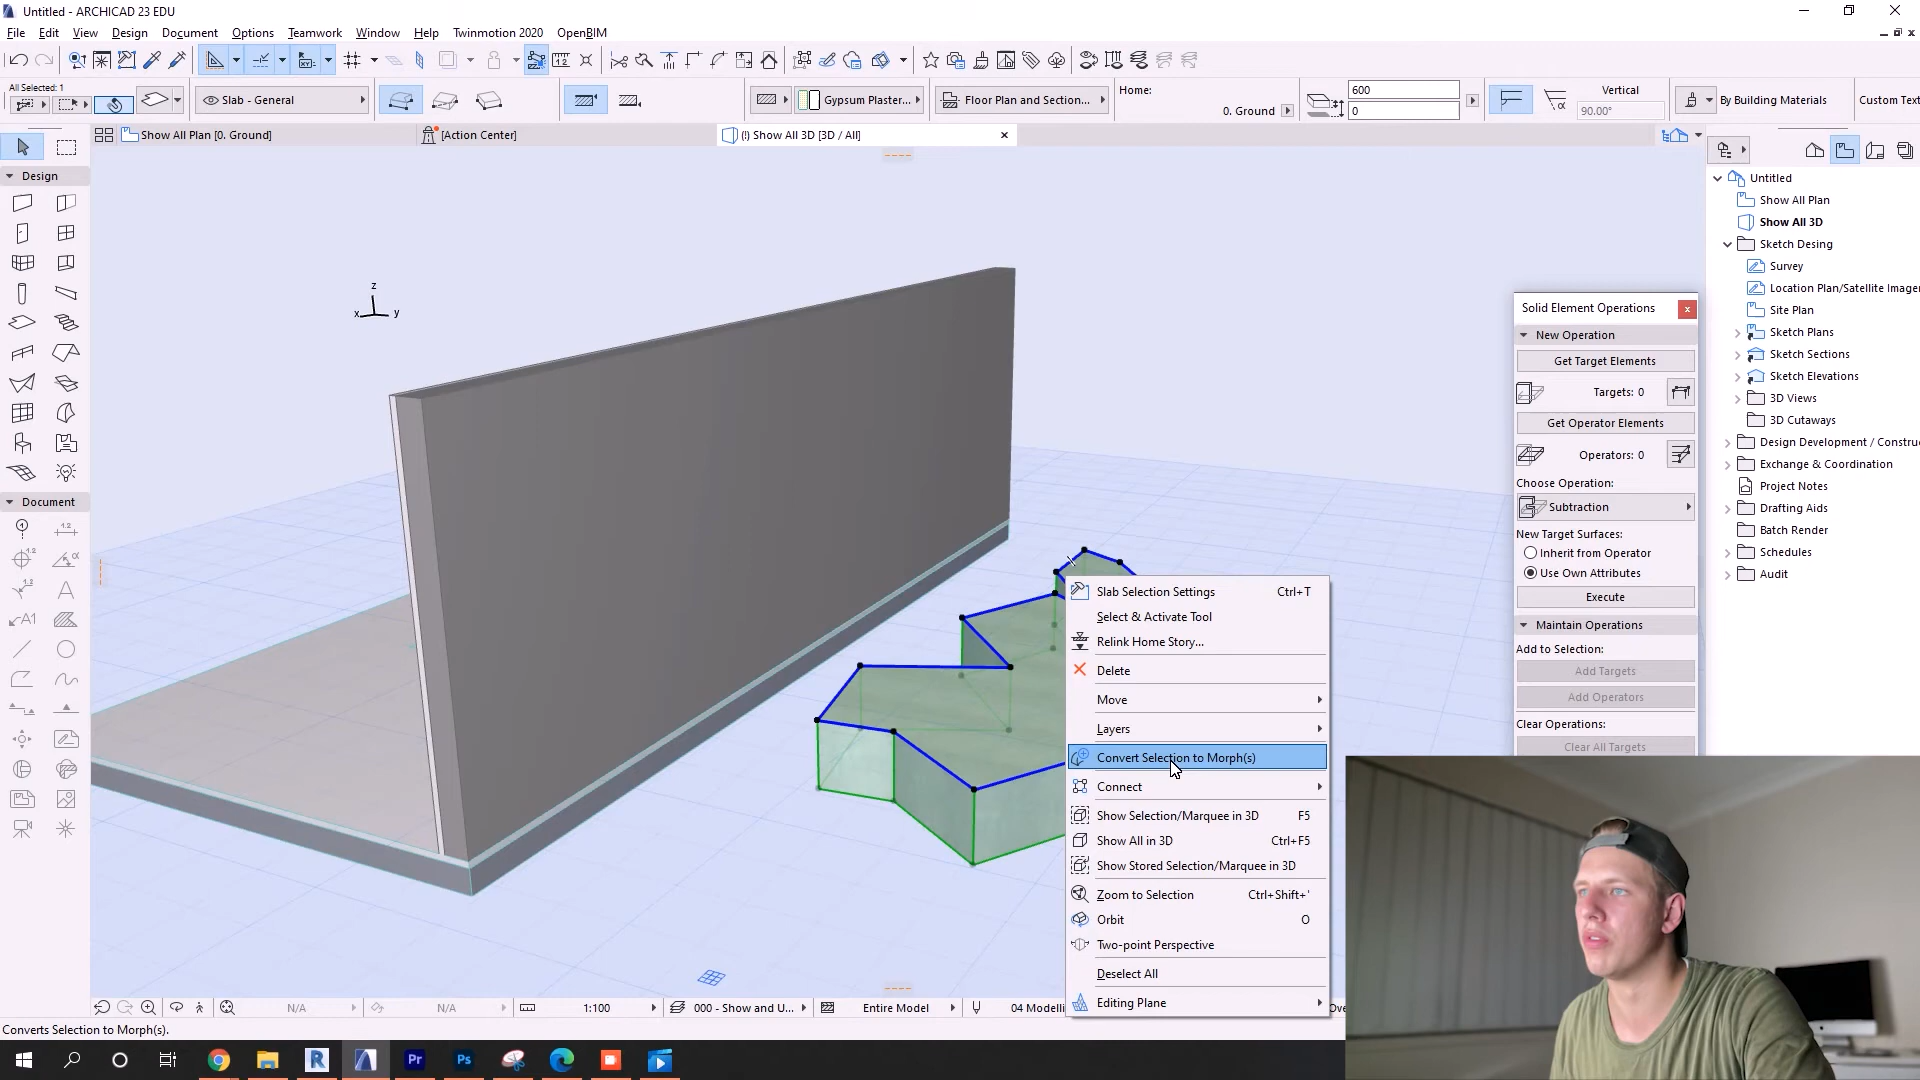 Untitled - ARCHICAD 23 EDU
File Edit View Design Document Options Teamwork Window Help Twinmotion 2020 OpenBIM
All Selected: 1
Slab - General
Gypsum Plaster...
Floor Plan and Section...
Home:
0. Ground
600
0
Vertical
90.00°
By Building Materials
Custom Text
Show All Plan [0. Ground]
[Action Center]
(!) Show All 3D [3D / All]
Design
Document
z
x
y
Slab Selection Settings Ctrl+T
Select & Activate Tool
Relink Home Story...
Delete
Move
Layers
Convert Selection to Morph(s)
Connect
Show Selection/Marquee in 3D F5
Show All in 3D Ctrl+F5
Show Stored Selection/Marquee in 3D
Zoom to Selection Ctrl+Shift+'
Orbit O
Two-point Perspective
Deselect All
Editing Plane
Solid Element Operations
New Operation
Get Target Elements
Targets: 0
Get Operator Elements
Operators: 0
Choose Operation:
Subtraction
New Target Surfaces:
Inherit from Operator
Use Own Attributes
Execute
Maintain Operations
Add to Selection:
Add Targets
Add Operators
Clear Operations:
Clear All Targets
Untitled
Show All Plan
Show All 3D
Sketch Desing
Survey
Location Plan/Satellite Imager
Site Plan
Sketch Plans
Sketch Sections
Sketch Elevations
3D Views
3D Cutaways
Design Development / Constru
Exchange & Coordination
Project Notes
Drafting Aids
Batch Render
Schedules
Audit
N/A
N/A
1:100
000 - Show and U...
Entire Model
04 Modelli
Ove
Converts Selection to Morph(s).